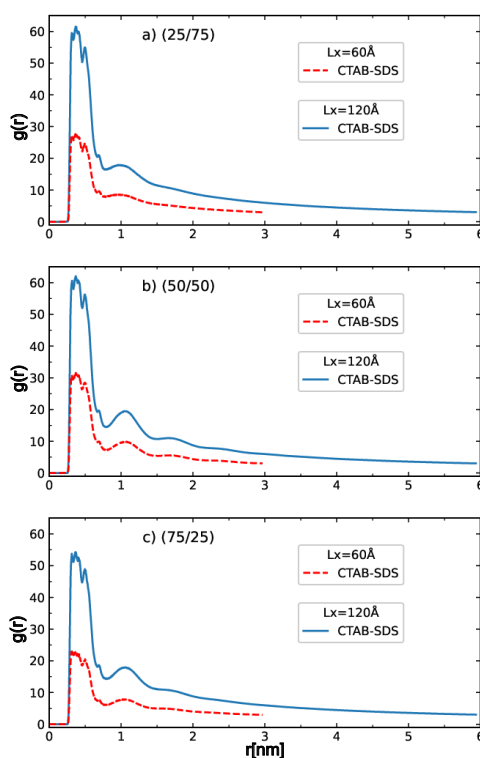 a) (25/75)
Lx=60Å
CTAB-SDS
Lx=120Å
CTAB-SDS
g(r)
60
50
40
30
20
10
0
0 1 2 3 4 5 6
b) (50/50)
Lx=60Å
CTAB-SDS
Lx=120Å
CTAB-SDS
g(r)
60
50
40
30
20
10
0
0 1 2 3 4 5 6
c) (75/25)
Lx=60Å
CTAB-SDS
Lx=120Å
CTAB-SDS
g(r)
60
50
40
30
20
10
0
0 1 2 3 4 5 6
r[nm]